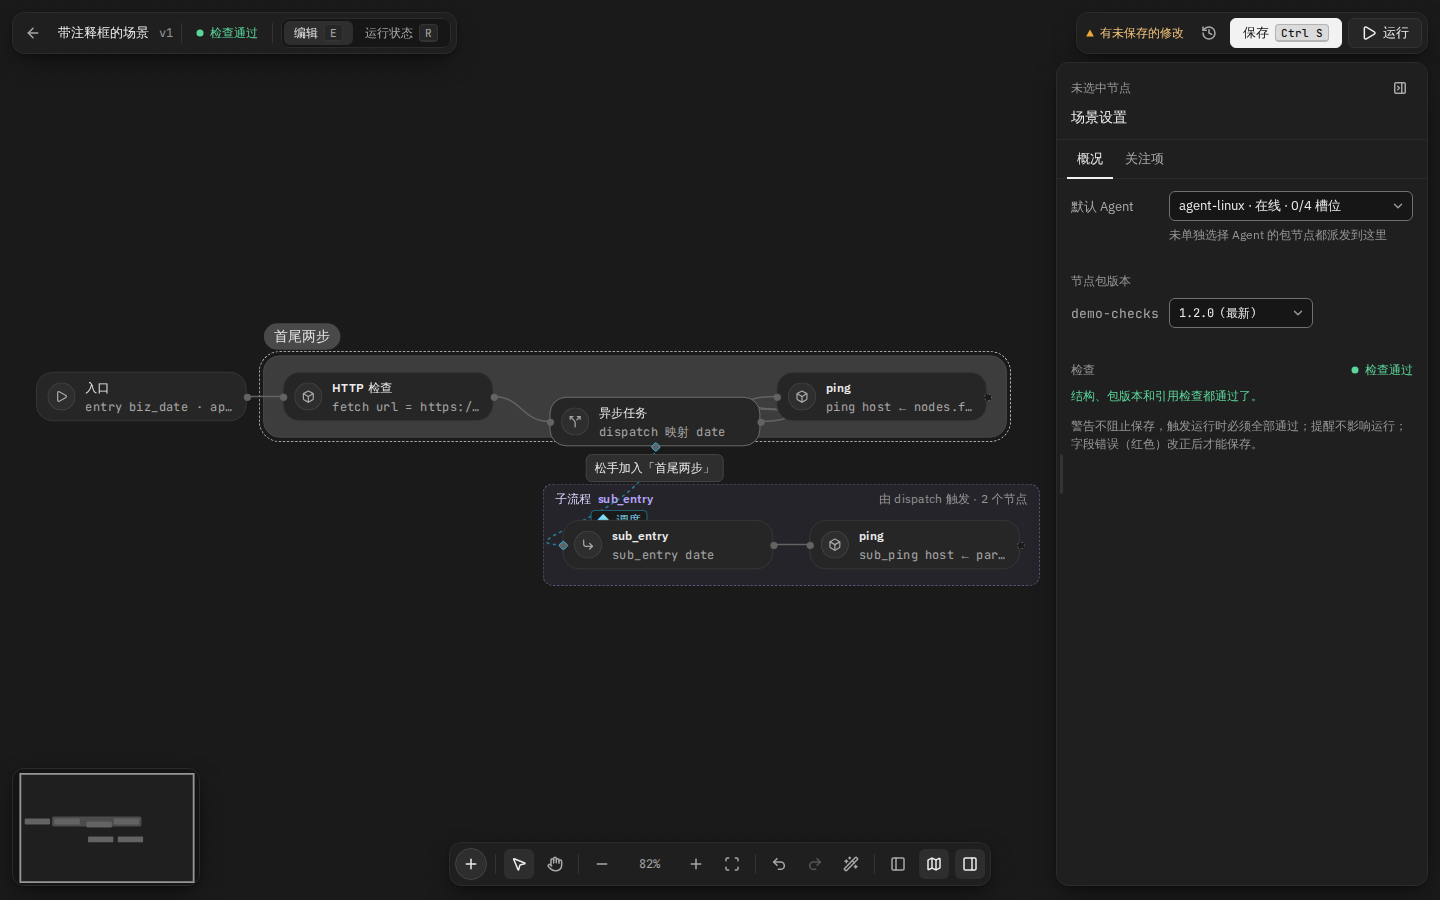 带注释框的场景 v1 检查通过 编辑 E 运行状态 R
有未保存的修改 保存 Ctrl S 运行
未选中节点
场景设置
概况 关注项
默认 Agent agent-linux · 在线 · 0/4 槽位
未单独选择 Agent 的包节点都派发到这里
节点包版本
demo-checks 1.2.0 (最新)
检查 检查通过
结构、包版本和引用检查都通过了。
警告不阻止保存，触发运行时必须全部通过；提醒不影响运行；
字段错误（红色）改正后才能保存。
首尾两步
入口
entry biz_date · ap…
HTTP 检查
fetch url = https:/…
异步任务
dispatch 映射 date
ping
ping host ← nodes.f…
松手加入「首尾两步」
子流程 sub_entry 由 dispatch 触发 · 2 个节点
调度
sub_entry
sub_entry date
ping
sub_ping host ← par…
82%